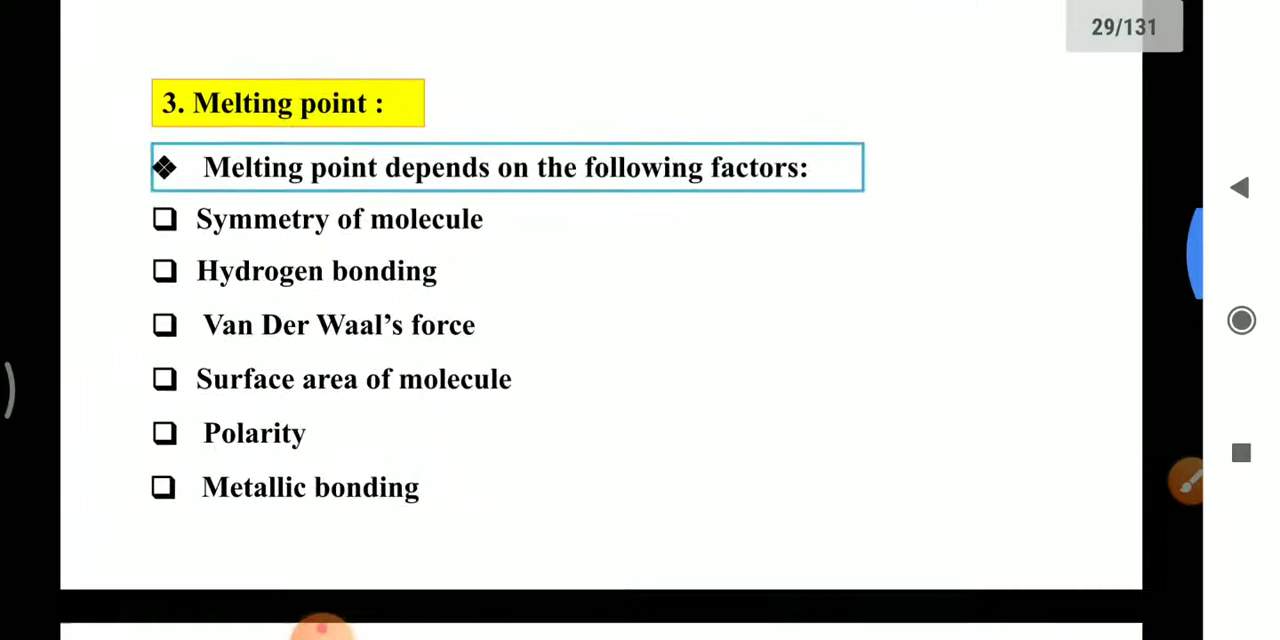 29/131
3. Melting point :
❖ Melting point depends on the following factors:
❑ Symmetry of molecule
❑ Hydrogen bonding
❑ Van Der Waal’s force
❑ Surface area of molecule
❑ Polarity
❑ Metallic bonding